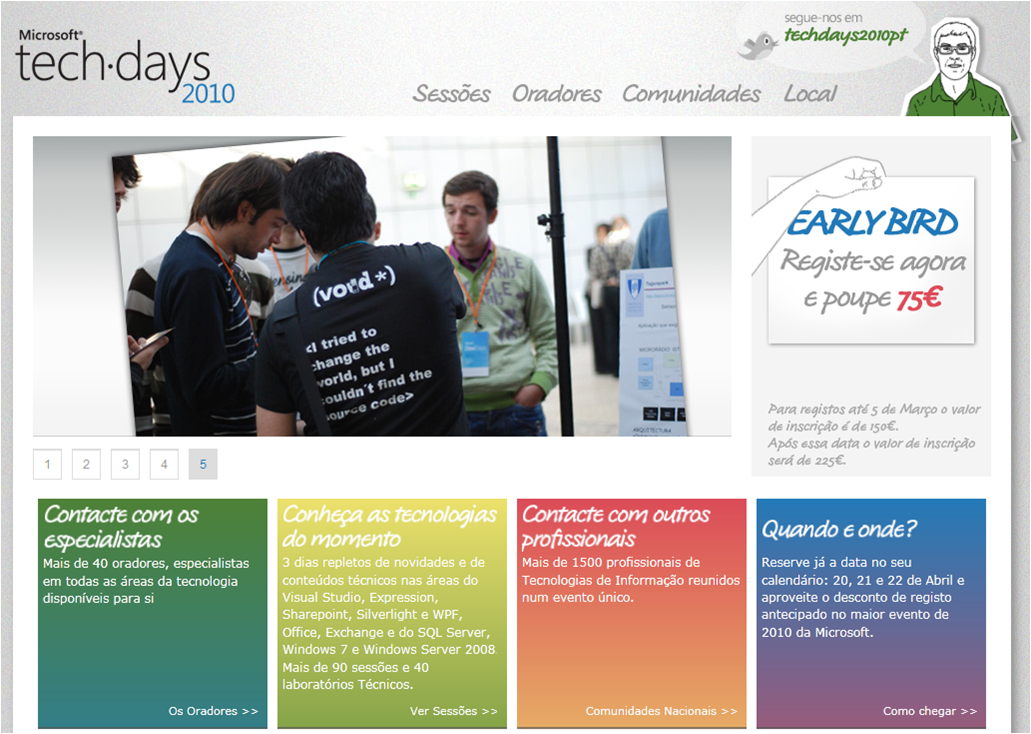 Microsoft®
tech·days
2010
segue-nos em
techdays2010pt
Sessões Oradores Comunidades Local
(void *)
<I tried to
change the
world, but I
couldn't find the
source code>
EARLY BIRD
Registe-se agora
e poupe 75€
Para registos até 5 de Março o valor
de inscrição é de 150€.
Após essa data o valor de inscrição
será de 225€.
1 2 3 4 5
Contacte com os
especialistas
Mais de 40 oradores, especialistas
em todas as áreas da tecnologia
disponíveis para si
Os Oradores >>
Conheça as tecnologias
do momento
3 dias repletos de novidades e de
conteúdos técnicos nas áreas do
Visual Studio, Expression,
Sharepoint, Silverlight e WPF,
Office, Exchange e do SQL Server,
Windows 7 e Windows Server 2008.
Mais de 90 sessões e 40
laboratórios Técnicos.
Ver Sessões >>
Contacte com outros
profissionais
Mais de 1500 profissionais de
Tecnologias de Informação reunidos
num evento único.
Comunidades Nacionais >>
Quando e onde?
Reserve já a data no seu
calendário: 20, 21 e 22 de Abril e
aproveite o desconto de registo
antecipado no maior evento de
2010 da Microsoft.
Como chegar >>